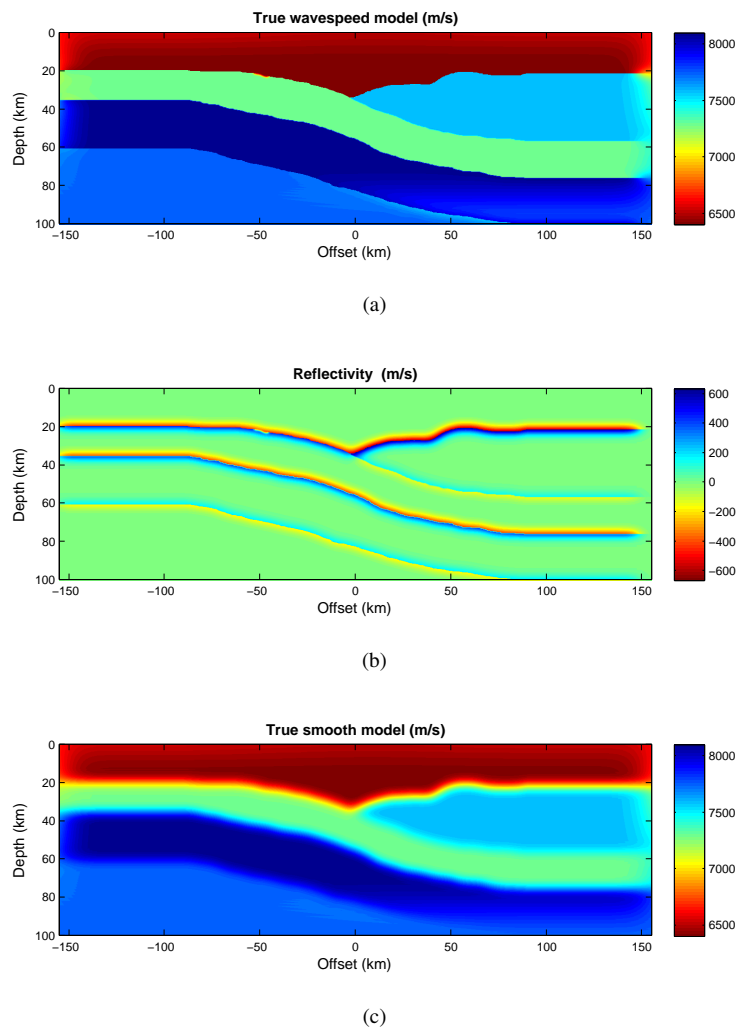 True wavespeed model (m/s)
0
20
40
60
80
100
Depth (km)
−150 −100 −50 0 50 100 150
Offset (km)
8000
7500
7000
6500
(a)
Reflectivity (m/s)
0
20
40
60
80
100
Depth (km)
−150 −100 −50 0 50 100 150
Offset (km)
600
400
200
0
−200
−400
−600
(b)
True smooth model (m/s)
0
20
40
60
80
100
Depth (km)
−150 −100 −50 0 50 100 150
Offset (km)
8000
7500
7000
6500
(c)